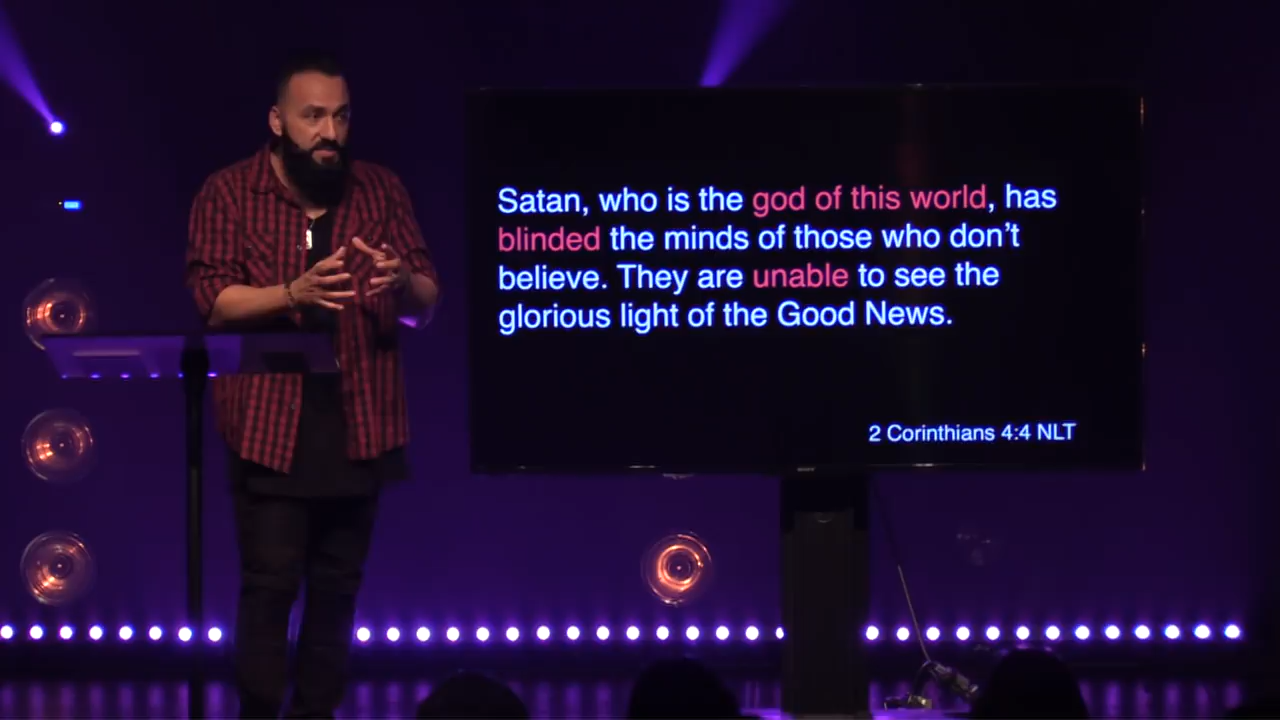 Satan, who is the god of this world, has
blinded the minds of those who don't
believe. They are unable to see the
glorious light of the Good News.
2 Corinthians 4:4 NLT